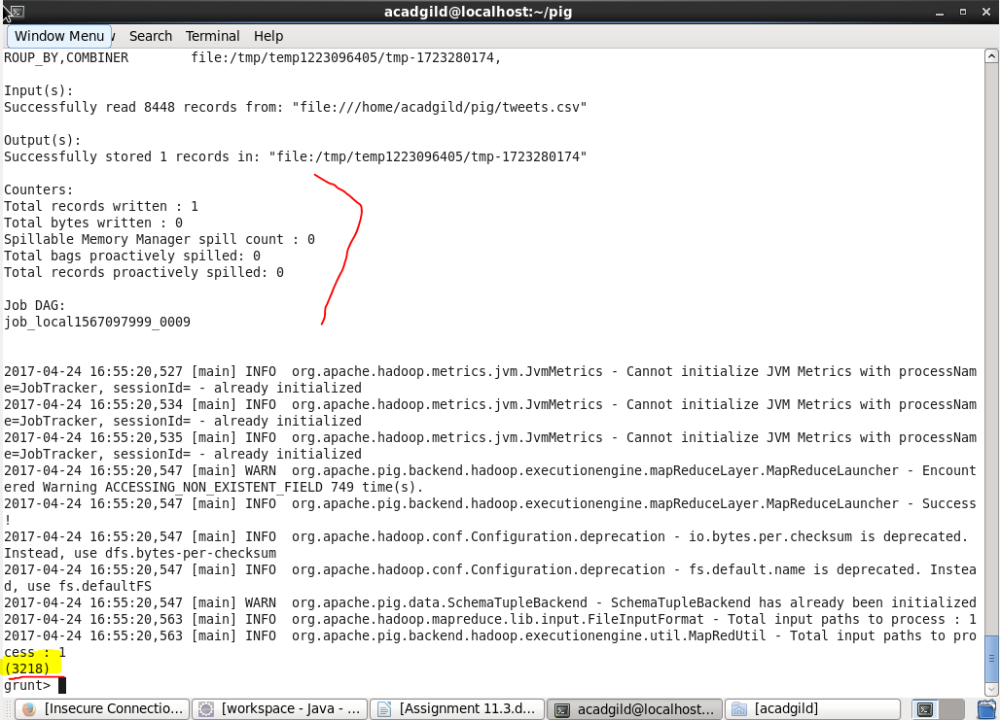 acadgild@localhost:~/pig
Window Menu
Search
Terminal
Help
ROUP_BY,COMBINER        file:/tmp/temp1223096405/tmp-1723280174,
Input(s):
Successfully read 8448 records from: "file:///home/acadgild/pig/tweets.csv"
Output(s):
Successfully stored 1 records in: "file:/tmp/temp1223096405/tmp-1723280174"
Counters:
Total records written : 1
Total bytes written : 0
Spillable Memory Manager spill count : 0
Total bags proactively spilled: 0
Total records proactively spilled: 0
Job DAG:
job_local1567097999_0009
2017-04-24 16:55:20,527 [main] INFO  org.apache.hadoop.metrics.jvm.JvmMetrics - Cannot initialize JVM Metrics with processNam
e=JobTracker, sessionId= - already initialized
2017-04-24 16:55:20,534 [main] INFO  org.apache.hadoop.metrics.jvm.JvmMetrics - Cannot initialize JVM Metrics with processNam
e=JobTracker, sessionId= - already initialized
2017-04-24 16:55:20,535 [main] INFO  org.apache.hadoop.metrics.jvm.JvmMetrics - Cannot initialize JVM Metrics with processNam
e=JobTracker, sessionId= - already initialized
2017-04-24 16:55:20,547 [main] WARN  org.apache.pig.backend.hadoop.executionengine.mapReduceLayer.MapReduceLauncher - Encount
ered Warning ACCESSING_NON_EXISTENT_FIELD 749 time(s).
2017-04-24 16:55:20,547 [main] INFO  org.apache.pig.backend.hadoop.executionengine.mapReduceLayer.MapReduceLauncher - Success
!
2017-04-24 16:55:20,547 [main] INFO  org.apache.hadoop.conf.Configuration.deprecation - io.bytes.per.checksum is deprecated.
Instead, use dfs.bytes-per-checksum
2017-04-24 16:55:20,547 [main] INFO  org.apache.hadoop.conf.Configuration.deprecation - fs.default.name is deprecated. Instea
d, use fs.defaultFS
2017-04-24 16:55:20,547 [main] WARN  org.apache.pig.data.SchemaTupleBackend - SchemaTupleBackend has already been initialized
2017-04-24 16:55:20,563 [main] INFO  org.apache.hadoop.mapreduce.lib.input.FileInputFormat - Total input paths to process : 1
2017-04-24 16:55:20,563 [main] INFO  org.apache.pig.backend.hadoop.executionengine.util.MapRedUtil - Total input paths to pro
cess : 1
(3218)
grunt>
[Insecure Connectio...
[workspace - Java - ...
[Assignment 11.3.d...
acadgild@localhost...
[acadgild]